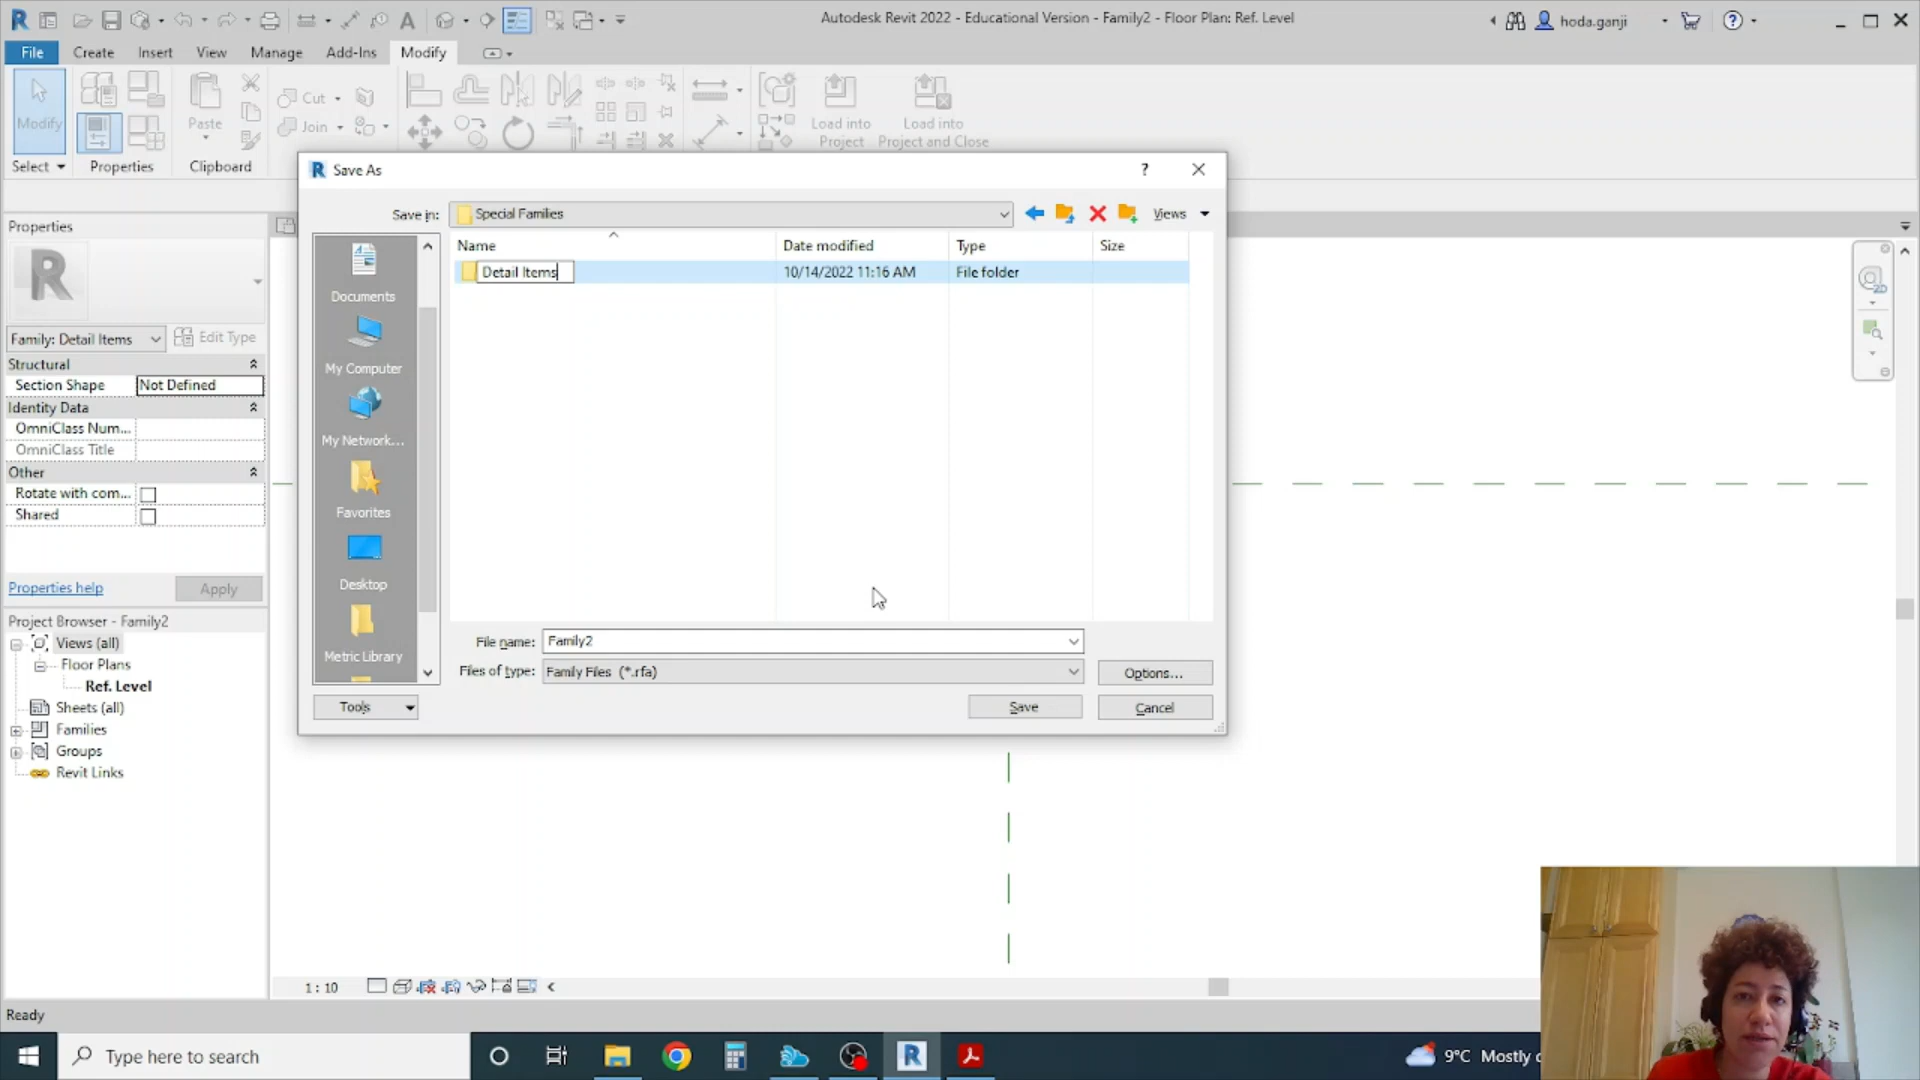 Autodesk Revit 2022 - Educational Version - Family2 - Floor Plan: Ref. Level
hoda.ganji
File Create Insert View Manage Add-Ins Modify
Modify
Paste
Cut
Join
Load into Project
Load into Project and Close
Select Properties Clipboard
Properties
Family: Detail Items Edit Type
Structural
Section Shape Not Defined
Identity Data
OmniClass Num...
OmniClass Title
Other
Rotate with com...
Shared
Properties help Apply
Project Browser - Family2
Views (all)
Floor Plans
Ref. Level
Sheets (all)
Families
Groups
Revit Links
Save As
Save in: Special Families Views
Name Date modified Type Size
Detail Items 10/14/2022 11:16 AM File folder
Documents
My Computer
My Network...
Favorites
Desktop
Metric Library
File name: Family2
Files of type: Family Files (*.rfa) Options...
Tools Save Cancel
1 : 10
Ready
Type here to search
9°C Mostly c